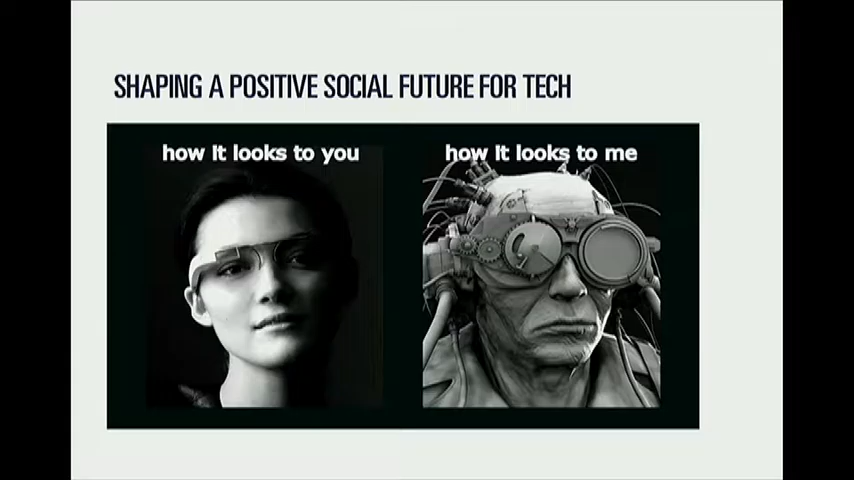 SHAPING A POSITIVE SOCIAL FUTURE FOR TECH
how it looks to you
how it looks to me